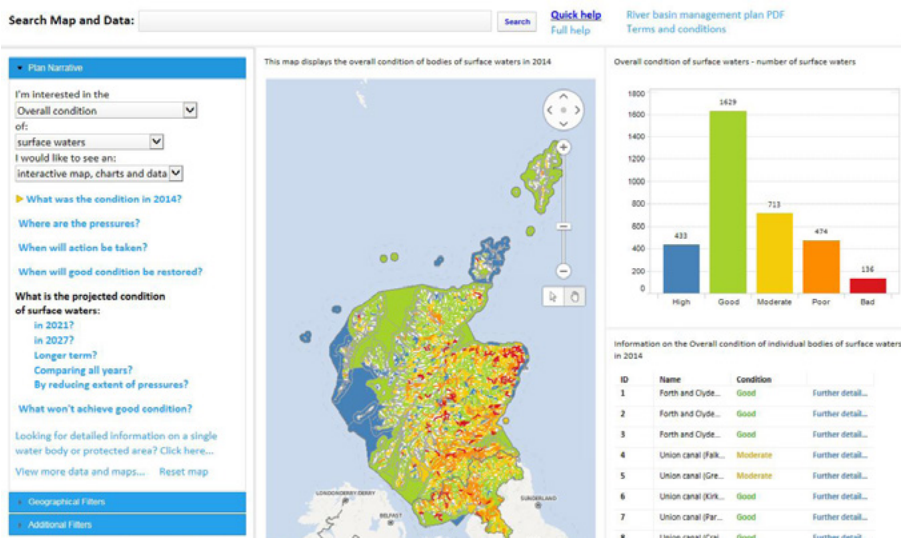 Search Map and Data:
Search
Quick help
Full help
River basin management plan PDF
Terms and conditions
Plan Narrative
I'm interested in the
Overall condition
of:
surface waters
I would like to see an:
interactive map, charts and data
What was the condition in 2014?
Where are the pressures?
When will action be taken?
When will good condition be restored?
What is the projected condition
of surface waters:
in 2021?
in 2027?
Longer term?
Comparing all years?
By reducing extent of pressures?
What won't achieve good condition?
Looking for detailed information on a single
water body or protected area? Click here...
View more data and maps... Reset map
Geographical Filters
Additional Filters
This map displays the overall condition of bodies of surface waters in 2014
LONDONDERRY/DERRY
BELFAST
SUNDERLAND
Overall condition of surface waters - number of surface waters
1800
1600
1400
1200
1000
800
600
400
200
0
433
1629
713
474
136
High Good Moderate Poor Bad
Information on the Overall condition of individual bodies of surface waters
in 2014
ID Name Condition
1 Forth and Clyde... Good Further detail...
2 Forth and Clyde... Good Further detail...
3 Forth and Clyde... Good Further detail...
4 Union canal (Falk... Moderate Further detail...
5 Union canal (Gre... Moderate Further detail...
6 Union canal (Kirk... Good Further detail...
7 Union canal (Par... Good Further detail...
8 Union canal (Crai... Good Further detail...